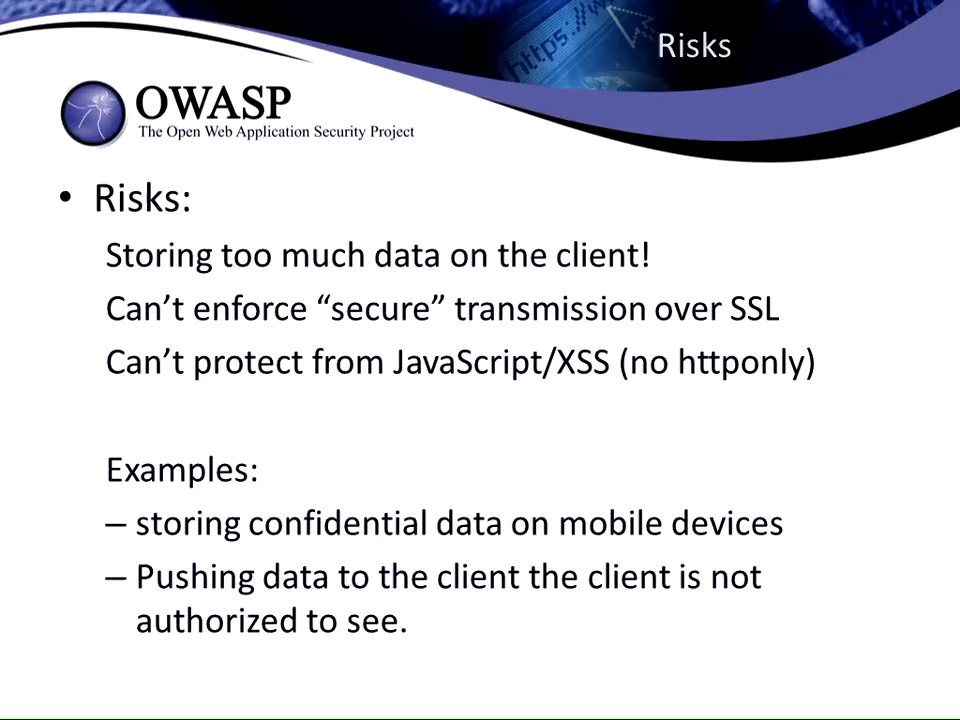 https://w
Risks
OWASP
The Open Web Application Security Project
• Risks:
Storing too much data on the client!
Can’t enforce “secure” transmission over SSL
Can’t protect from JavaScript/XSS (no httponly)
Examples:
– storing confidential data on mobile devices
– Pushing data to the client the client is not
authorized to see.